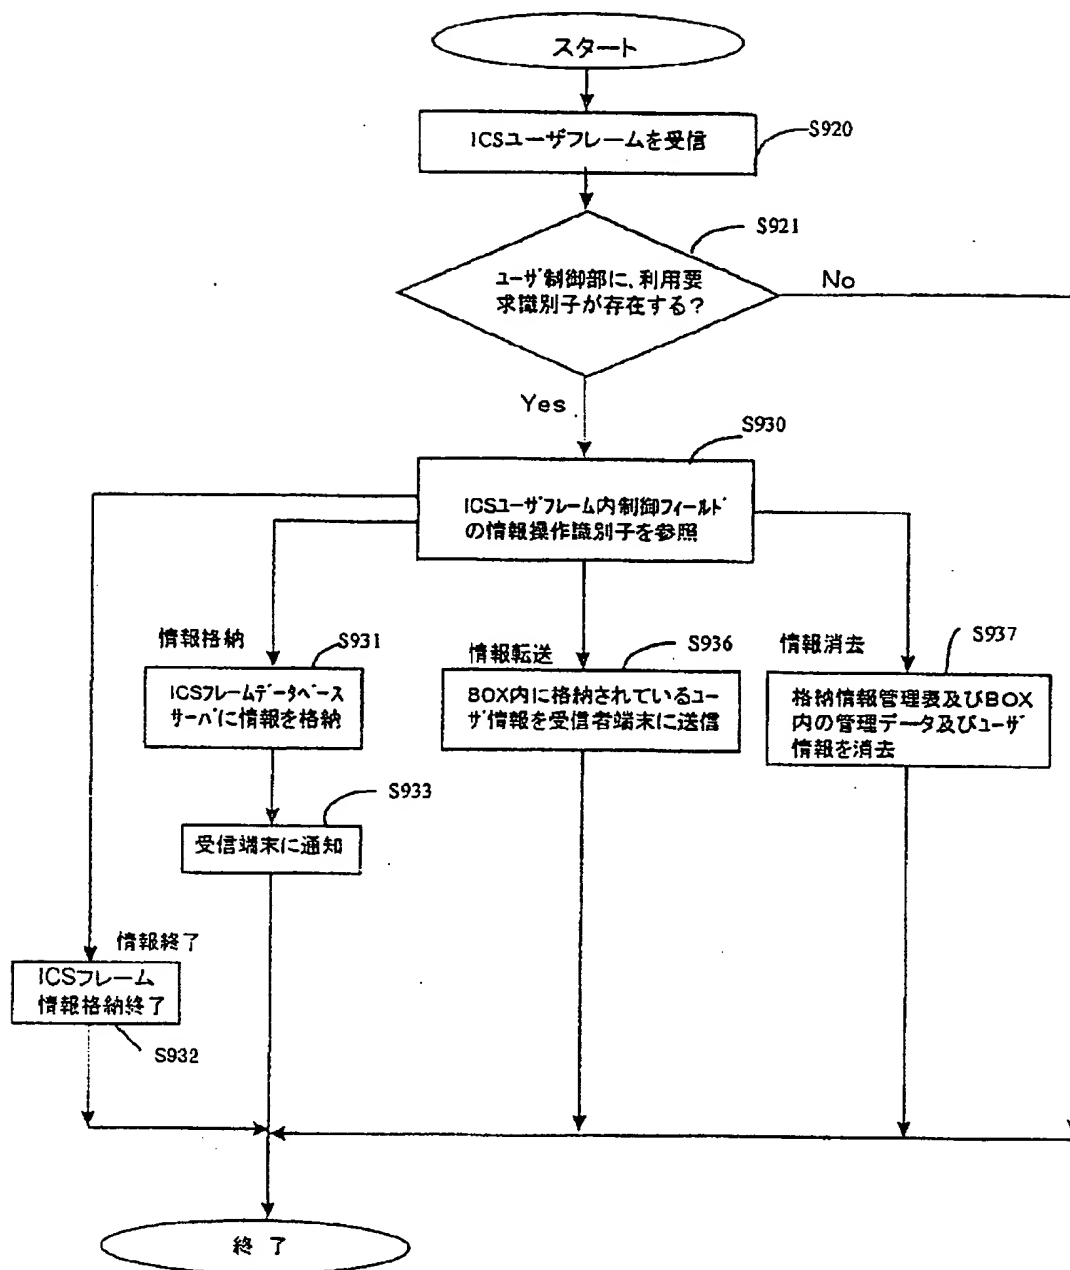 スタート
ICSユーザフレームを受信
S920
S921
ユーザ制御部に、利用要
求識別子が存在する?
No
Yes
S930
ICSユーザフレーム内制御フィールド
の情報操作識別子を参照
情報格納
S931
ICSフレームデータベース
サーバに情報を格納
情報転送
S936
BOX内に格納されているユー
ザ情報を受信者端末に送信
情報消去
S937
格納情報管理表及びBOX
内の管理データ及びユーザ
情報を消去
S933
受信端末に通知
情報終了
ICSフレーム
情報格納終了
S932
終 了